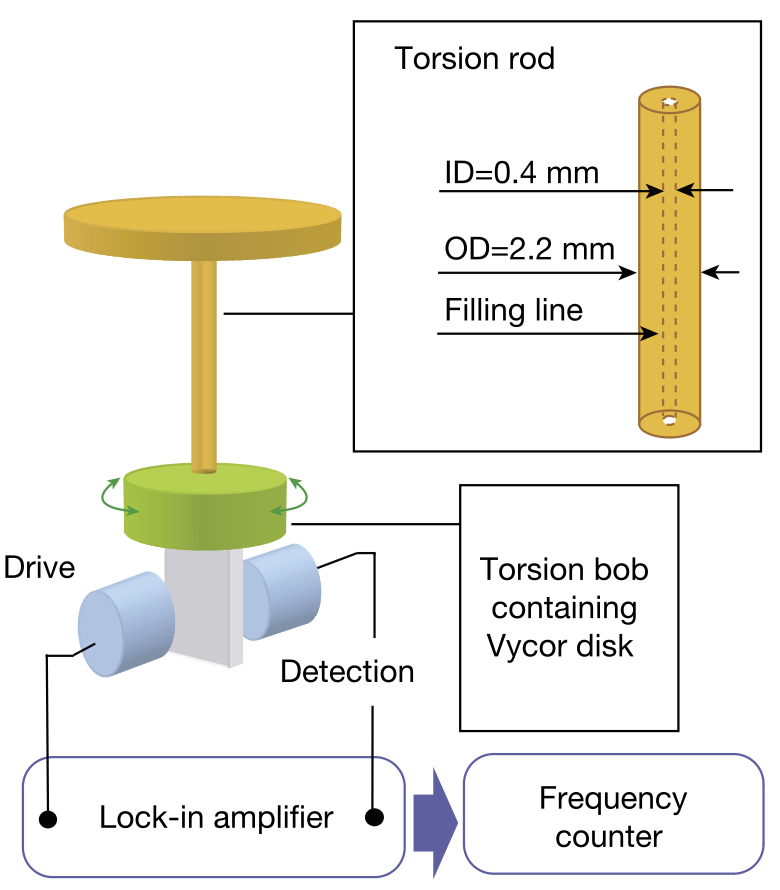 Torsion rod
ID=0.4 mm
OD=2.2 mm
Filling line
Drive
Torsion bob
containing
Vycor disk
Detection
Lock-in amplifier
Frequency
counter